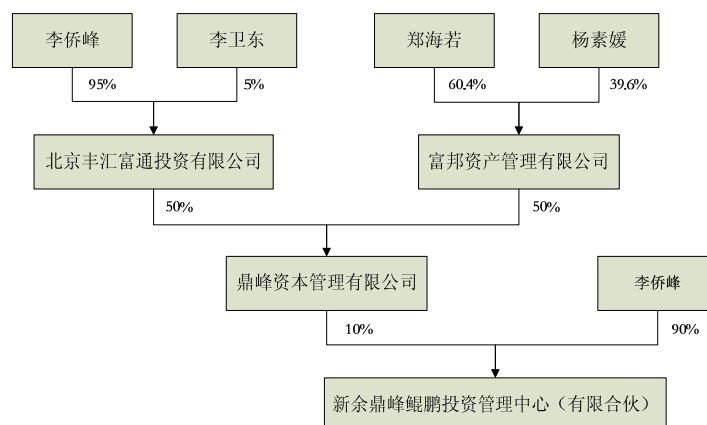 李侨峰
李卫东
郑海若
杨素媛
95%
5%
60.4%
39.6%
北京丰汇富通投资有限公司
富邦资产管理有限公司
50%
50%
鼎峰资本管理有限公司
李侨峰
10%
90%
新余鼎峰鲲鹏投资管理中心（有限合伙）